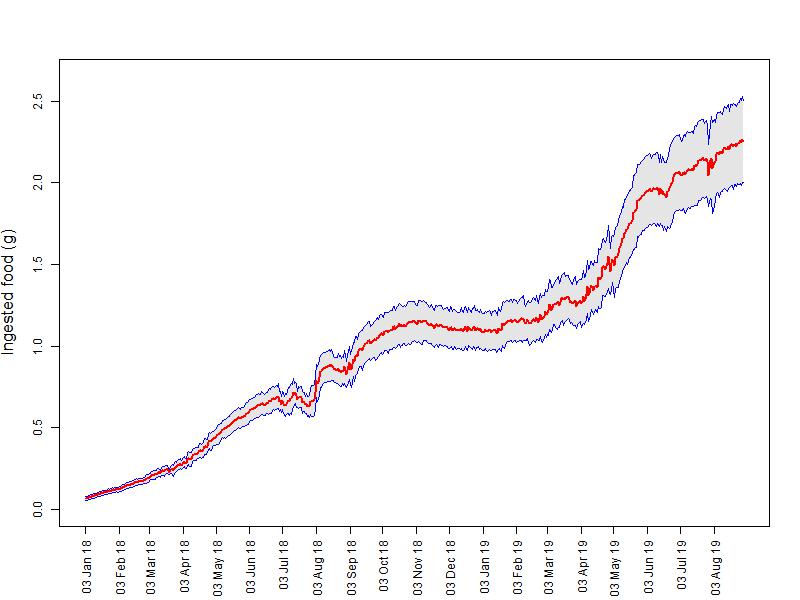 Ingested food (g)
2.5
2.0
1.5
1.0
0.5
0.0
03 Jan 18
03 Feb 18
03 Mar 18
03 Apr 18
03 May 18
03 Jun 18
03 Jul 18
03 Aug 18
03 Sep 18
03 Oct 18
03 Nov 18
03 Dec 18
03 Jan 19
03 Feb 19
03 Mar 19
03 Apr 19
03 May 19
03 Jun 19
03 Jul 19
03 Aug 19